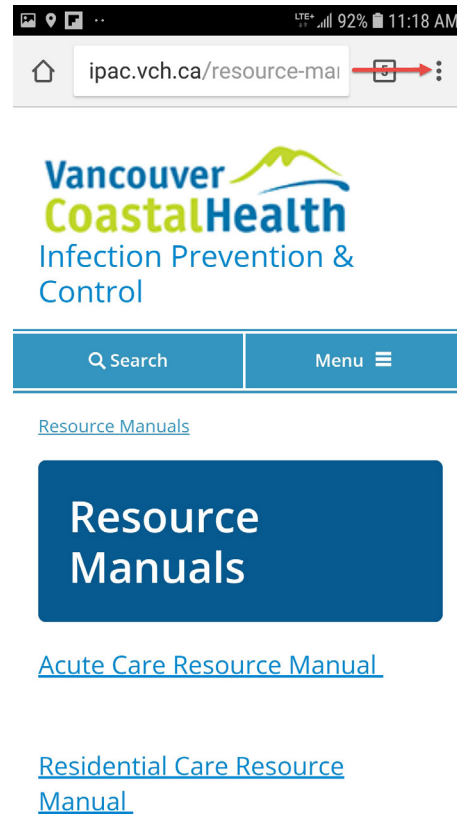 LTE+ 92% 11:18 AM
ipac.vch.ca/resource-mai 5
Vancouver
CoastalHealth
Infection Prevention &
Control
Search Menu
Resource Manuals
Resource
Manuals
Acute Care Resource Manual
Residential Care Resource
Manual